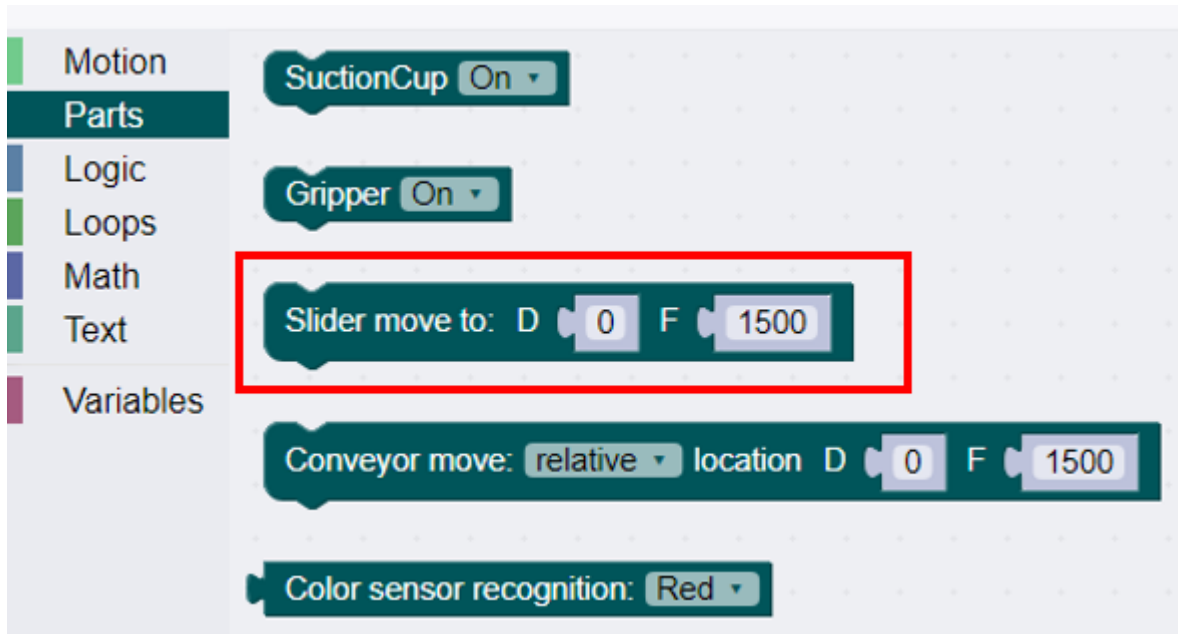 Motion
Parts
Logic
Loops
Math
Text
Variables
SuctionCup On
Gripper On
Slider move to: D 0 F 1500
Conveyor move: relative location D 0 F 1500
Color sensor recognition: Red